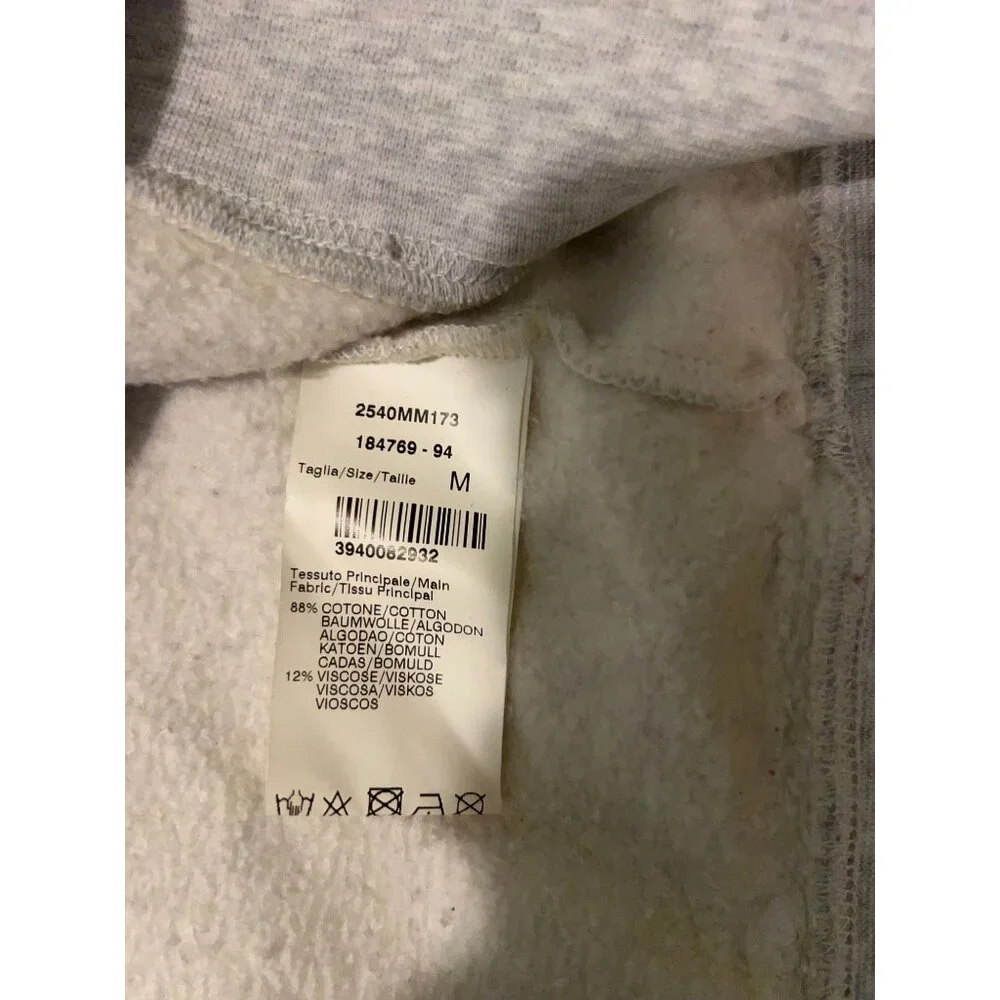 2540MM173
184769 - 94
Taglia/Size/Taille M
3940082932
Tessuto Principale/Main
Fabric/Tissu Principal
88% COTONE/COTTON
BAUMWOLLE/ALGODON
ALGODAO/COTON
KATOEN/BOMULL
CADAS/BOMULD
12% VISCOSE/VISKOSE
VISCOSA/VISKOS
VIOSCOS